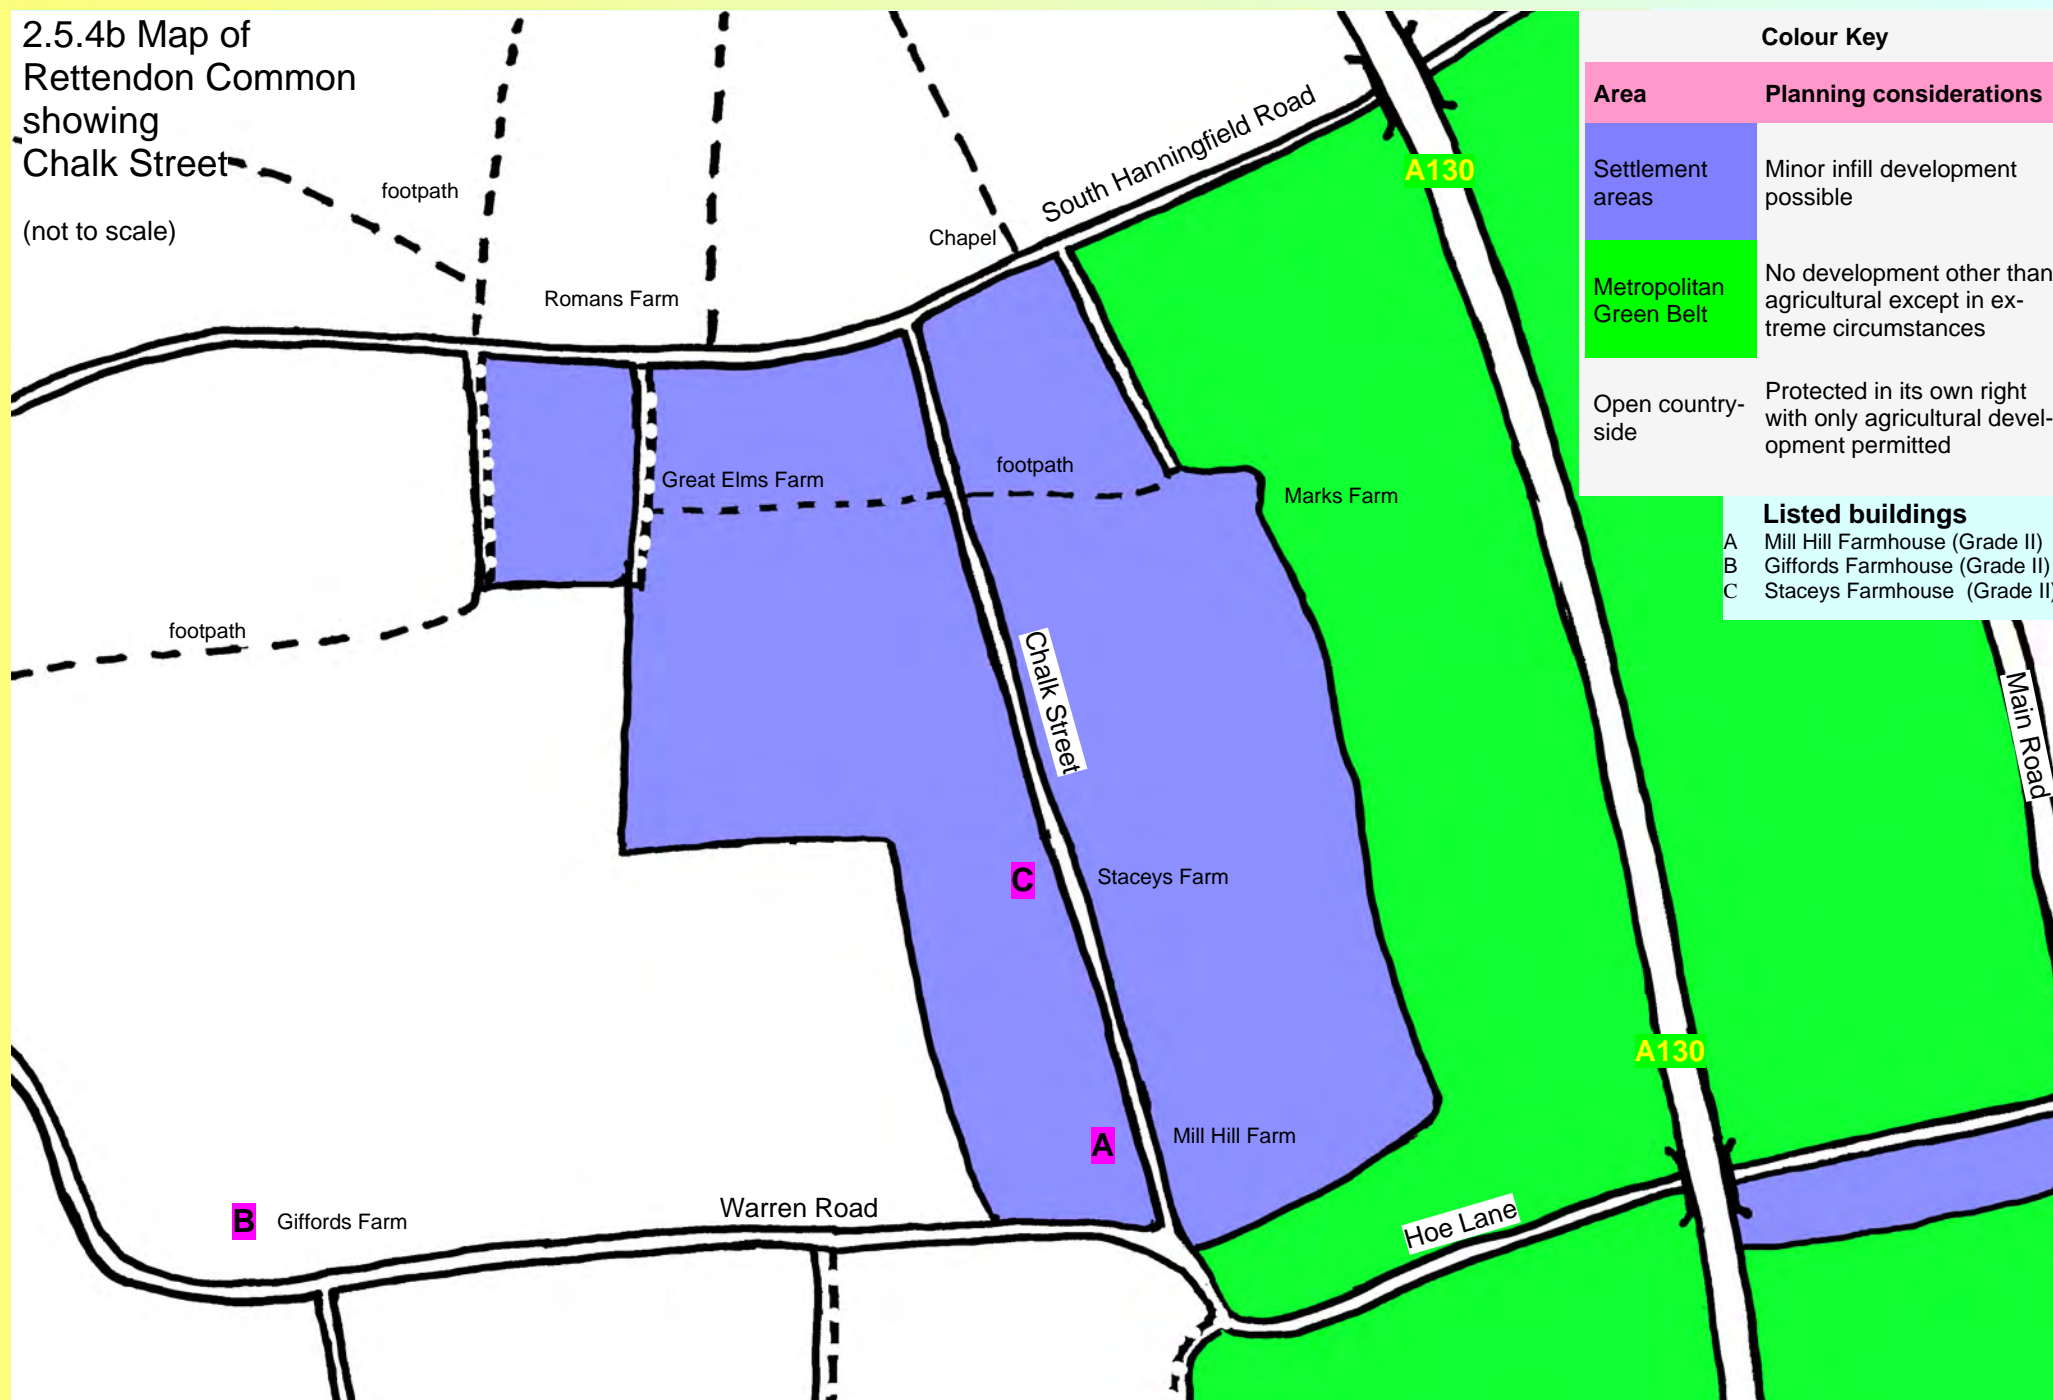 2.5.4b Map of
Rettendon Common
showing
Chalk Street
(not to scale)
footpath
Romans Farm
Chapel
South Hanningfield Road
A130
Colour Key
Area Planning considerations
Settlement
areas
Minor infill development
possible
Metropolitan
Green Belt
No development other than
agricultural except in ex-
treme circumstances
Open country-
side
Protected in its own right
with only agricultural devel-
opment permitted
Listed buildings
A Mill Hill Farmhouse (Grade II)
B Giffords Farmhouse (Grade II)
C Staceys Farmhouse (Grade II)
Great Elms Farm
footpath
Marks Farm
footpath
Chalk Street
Main Road
C
Staceys Farm
A130
A
Mill Hill Farm
B
Giffords Farm
Warren Road
Hoe Lane